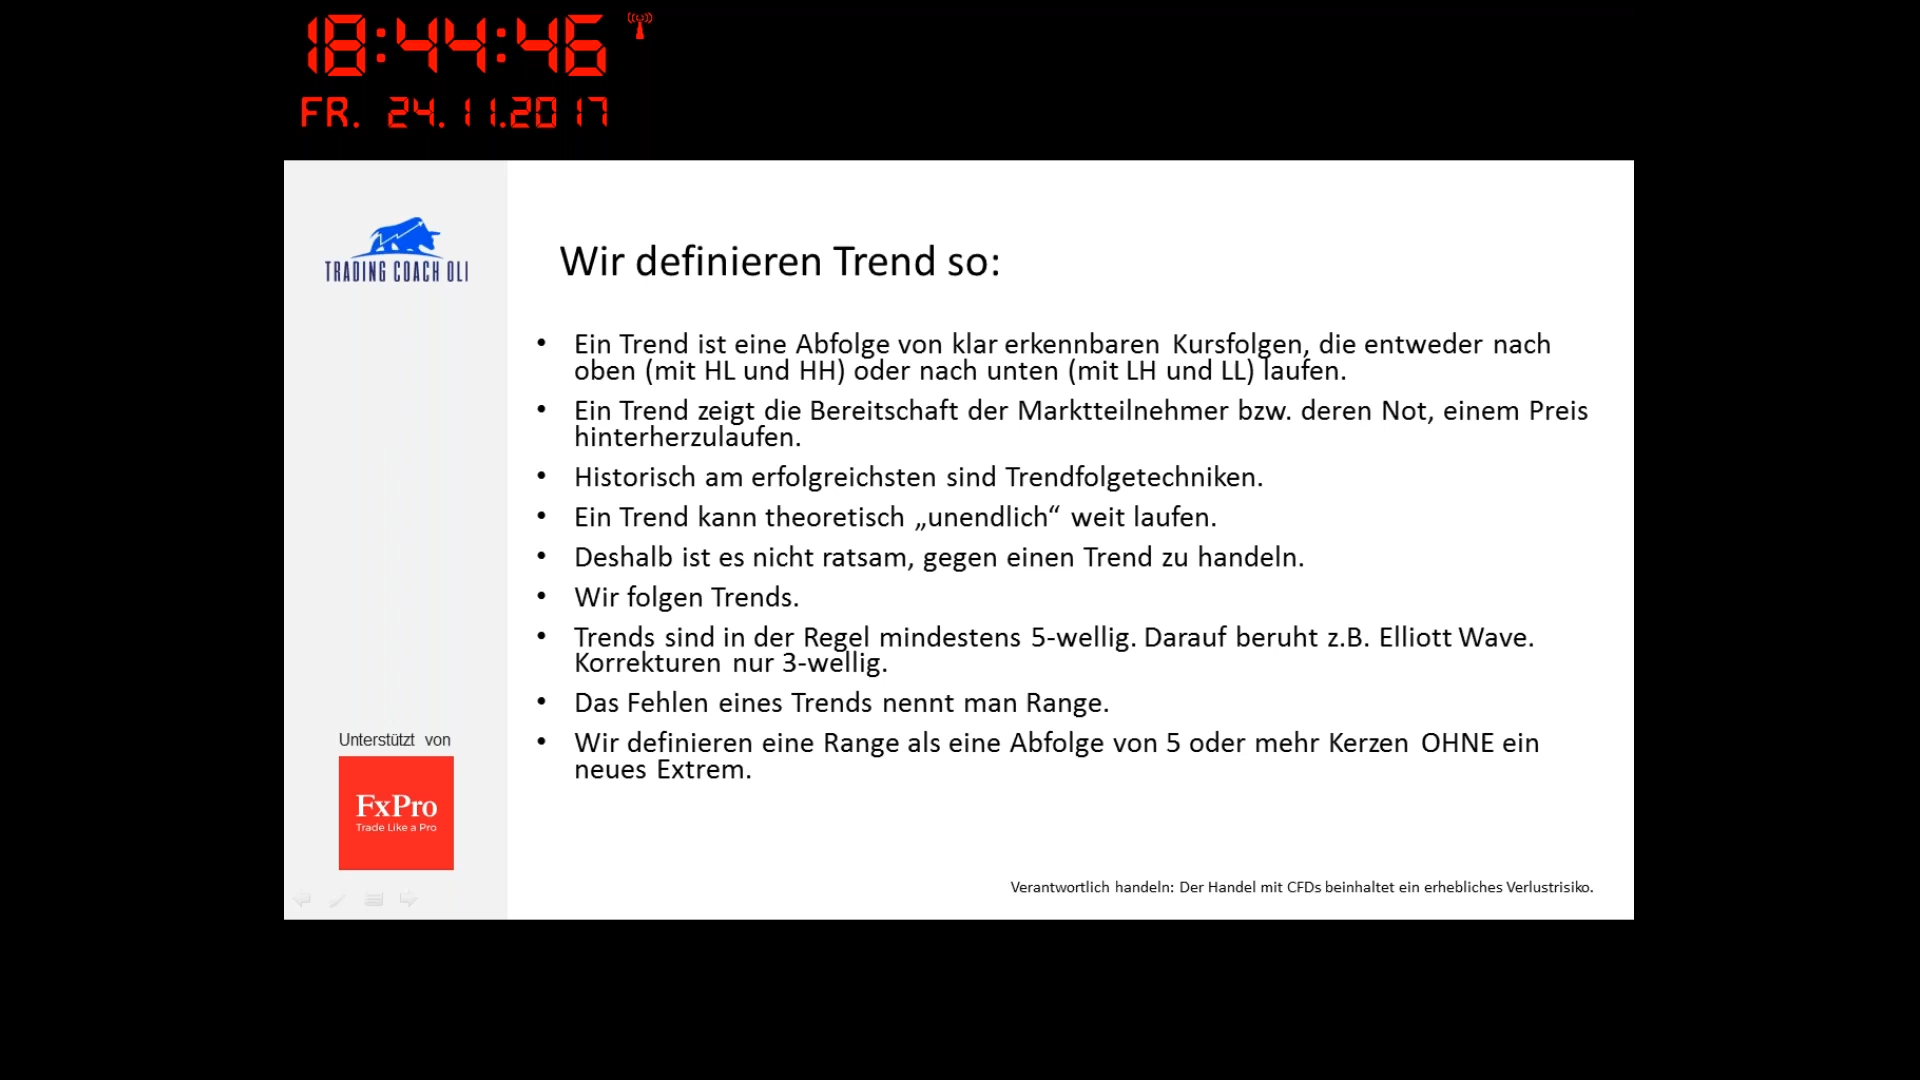 18:44:46
FR. 24.11.2017
TRADING COACH OLI
Wir definieren Trend so:
• Ein Trend ist eine Abfolge von klar erkennbaren Kursfolgen, die entweder nach
oben (mit HL und HH) oder nach unten (mit LH und LL) laufen.
• Ein Trend zeigt die Bereitschaft der Marktteilnehmer bzw. deren Not, einem Preis
hinterherzulaufen.
• Historisch am erfolgreichsten sind Trendfolgetechniken.
• Ein Trend kann theoretisch „unendlich“ weit laufen.
• Deshalb ist es nicht ratsam, gegen einen Trend zu handeln.
• Wir folgen Trends.
• Trends sind in der Regel mindestens 5-wellig. Darauf beruht z.B. Elliott Wave.
Korrekturen nur 3-wellig.
• Das Fehlen eines Trends nennt man Range.
• Wir definieren eine Range als eine Abfolge von 5 oder mehr Kerzen OHNE ein
neues Extrem.
Unterstützt von
FxPro
Trade Like a Pro
Verantwortlich handeln: Der Handel mit CFDs beinhaltet ein erhebliches Verlustrisiko.